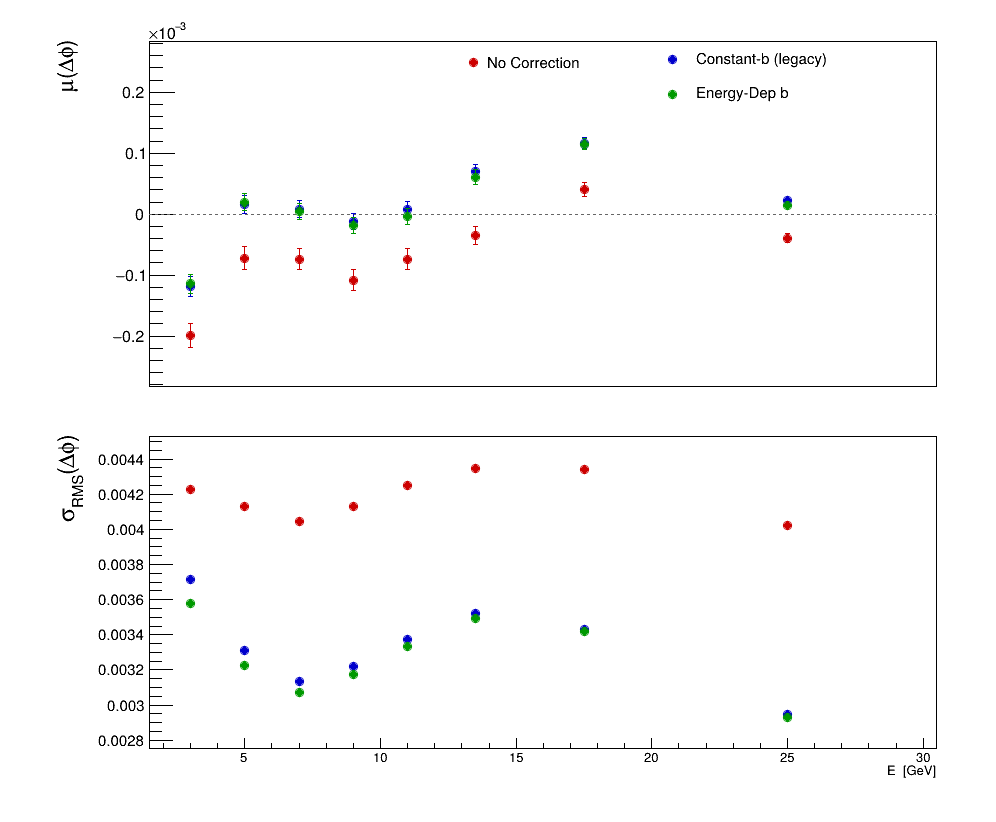 ×10⁻³
μ(Δϕ)
No Correction
Constant-b (legacy)
Energy-Dep b
0.2
0.1
0
−0.1
−0.2
σRMS(Δϕ)
0.0044
0.0042
0.004
0.0038
0.0036
0.0034
0.0032
0.003
0.0028
5 10 15 20 25 30
E [GeV]